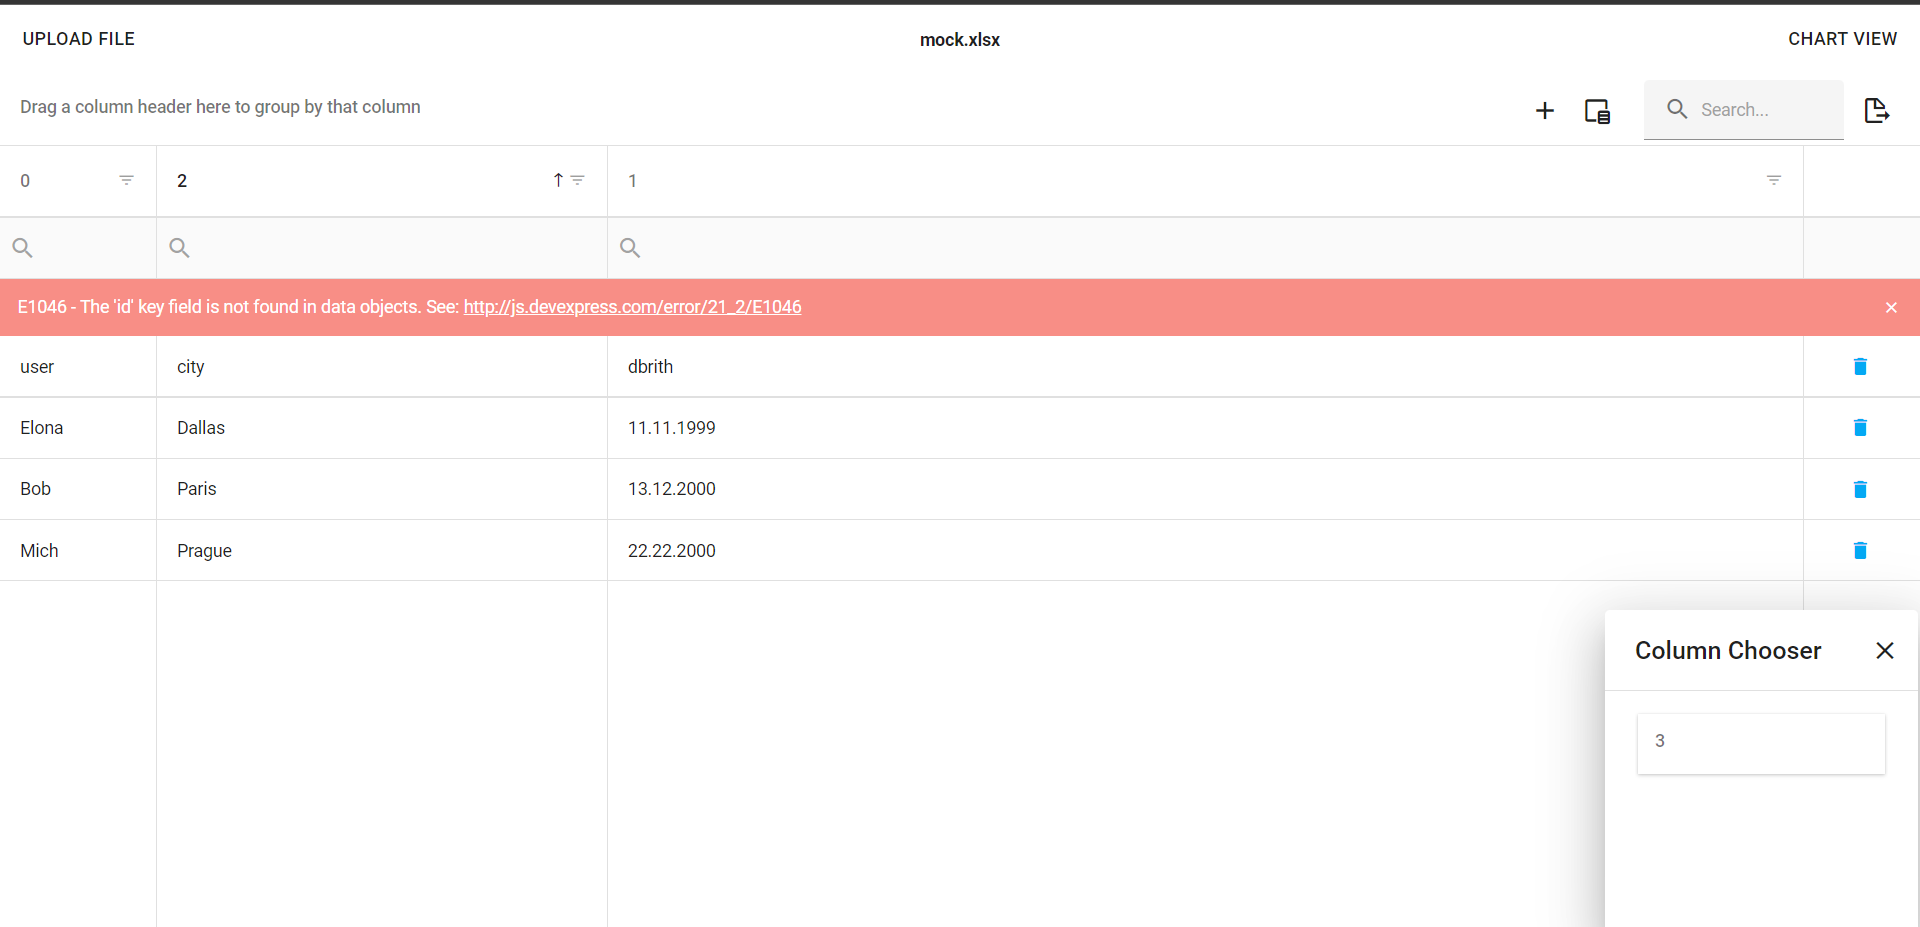 UPLOAD FILE
mock.xlsx
CHART VIEW
Drag a column header here to group by that column
Search...
0
2
1
E1046 - The 'id' key field is not found in data objects. See: http://js.devexpress.com/error/21_2/E1046
user
city
dbrith
Elona
Dallas
11.11.1999
Bob
Paris
13.12.2000
Mich
Prague
22.22.2000
Column Chooser
3